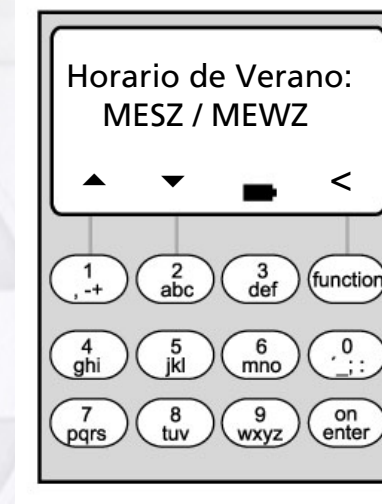 Horario de Verano:
MESZ / MEWZ
<
1 2 3 function
, -+ abc def
4 5 6 0
ghi jkl mno ´_; :
7 8 9 on
pqrs tuv wxyz enter